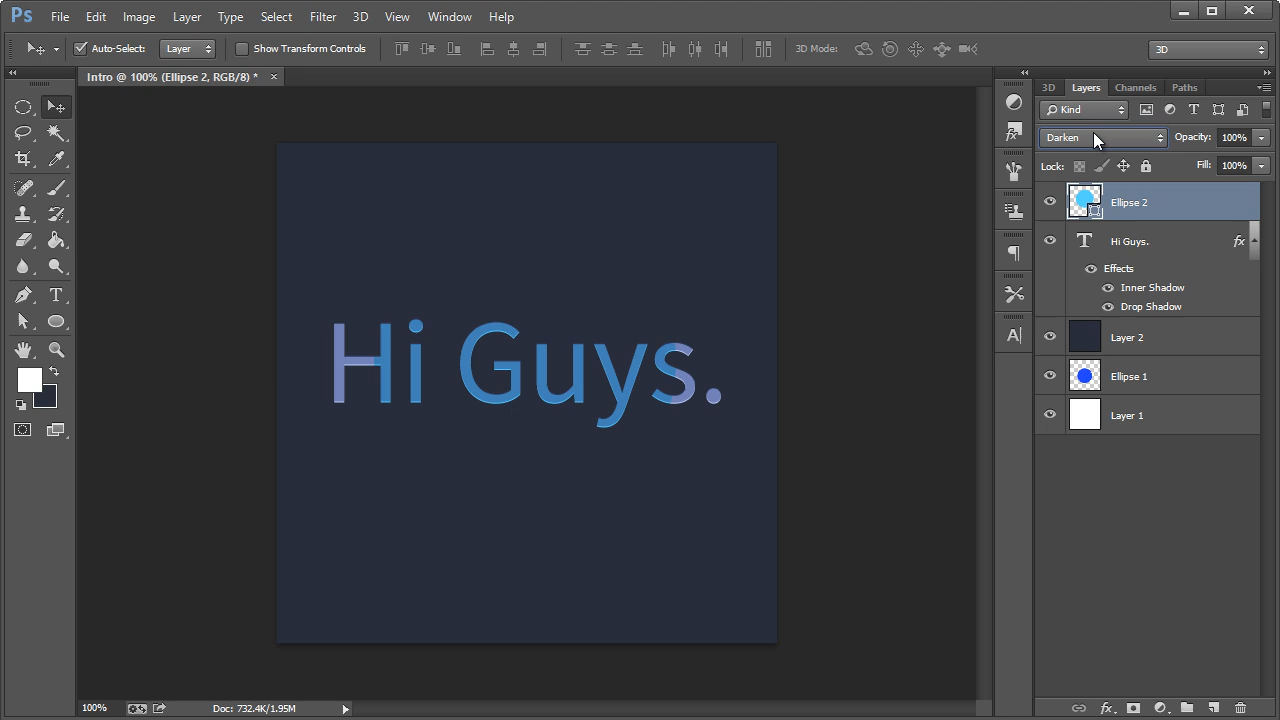 Ps File Edit Image Layer Type Select Filter 3D View Window Help
Auto-Select: Layer Show Transform Controls 3D Mode: 3D
Intro @ 100% (Ellipse 2, RGB/8) * ×
3D Layers Channels Paths
Kind
Darken Opacity: 100%
Lock: Fill: 100%
Ellipse 2
T Hi Guys. fx
Effects
Inner Shadow
Drop Shadow
Layer 2
Ellipse 1
Layer 1
Hi Guys.
100% Doc: 732.4K/1.95M